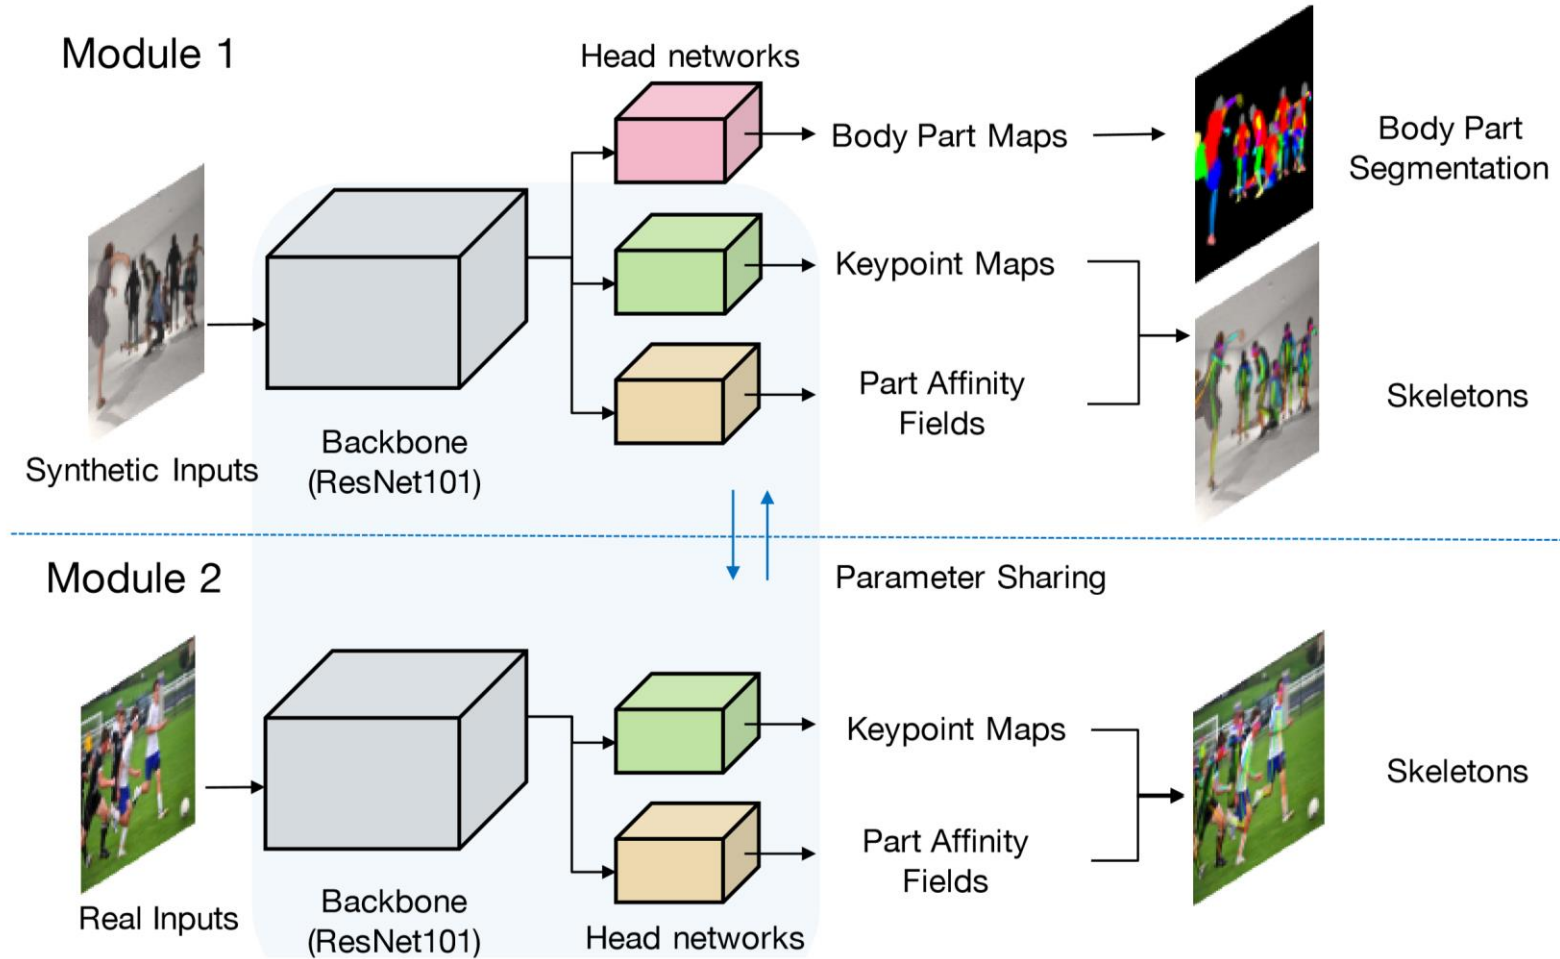 Module 1
Head networks
Body Part Maps
Body Part
Segmentation
Keypoint Maps
Part Affinity
Fields
Skeletons
Backbone
(ResNet101)
Synthetic Inputs
Module 2
Parameter Sharing
Keypoint Maps
Part Affinity
Fields
Skeletons
Backbone
(ResNet101)
Real Inputs
Head networks